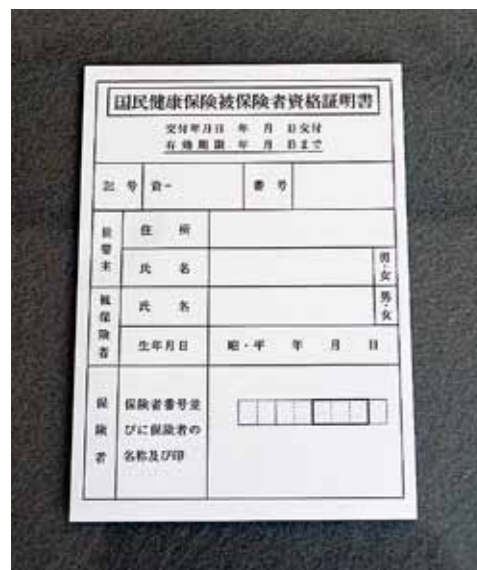 国民健康保険被保険者資格証明書
交付年月日 年 月 日交付
有効期限 年 月 日まで
記号 資- 番号
世帯主
住所
氏名 男・女
被保険者
氏名 男・女
生年月日 昭・平 年 月 日
保険者
保険者番号並
びに保険者の
名称及び印